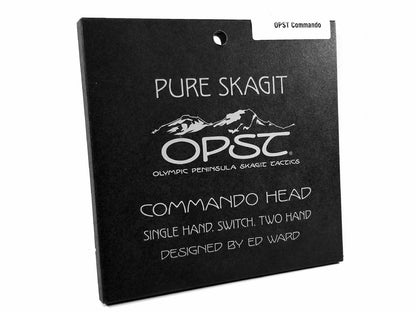 OPST Commando
PURE SKAGIT
OPST®
OLYMPIC PENINSULA SKAGIT TACTICS
COMMANDO HEAD
SINGLE HAND, SWITCH, TWO HAND
DESIGNED BY ED WARD